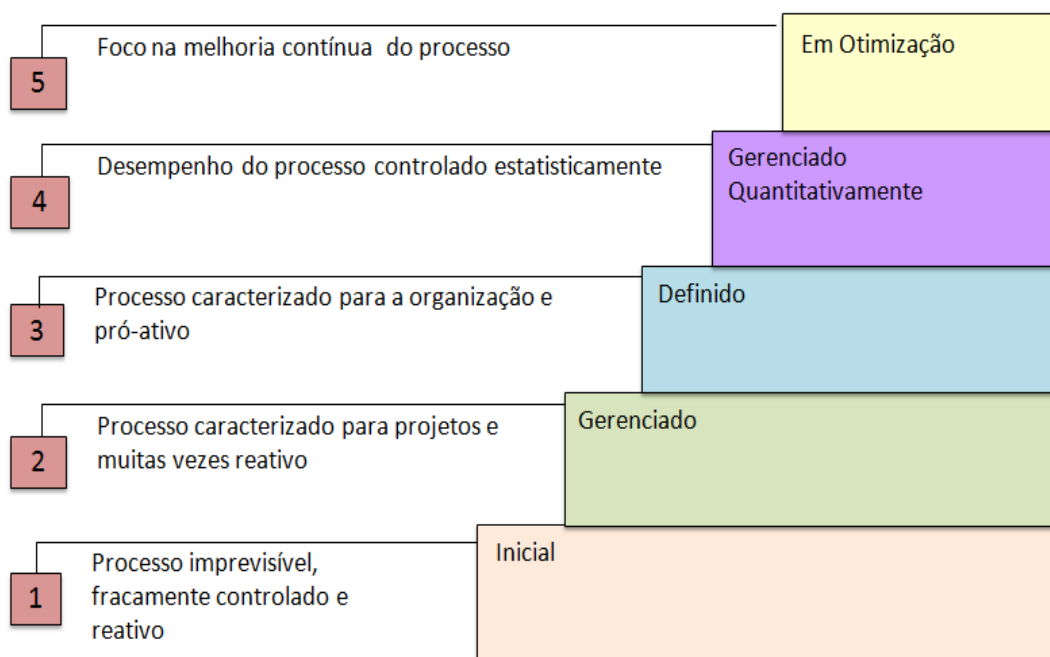 Foco na melhoria contínua do processo
Em Otimização
5
Desempenho do processo controlado estatisticamente
Gerenciado
Quantitativamente
4
Processo caracterizado para a organização e
pró-ativo
Definido
3
Processo caracterizado para projetos e
muitas vezes reativo
Gerenciado
2
Processo imprevisível,
fracamente controlado e
reativo
Inicial
1